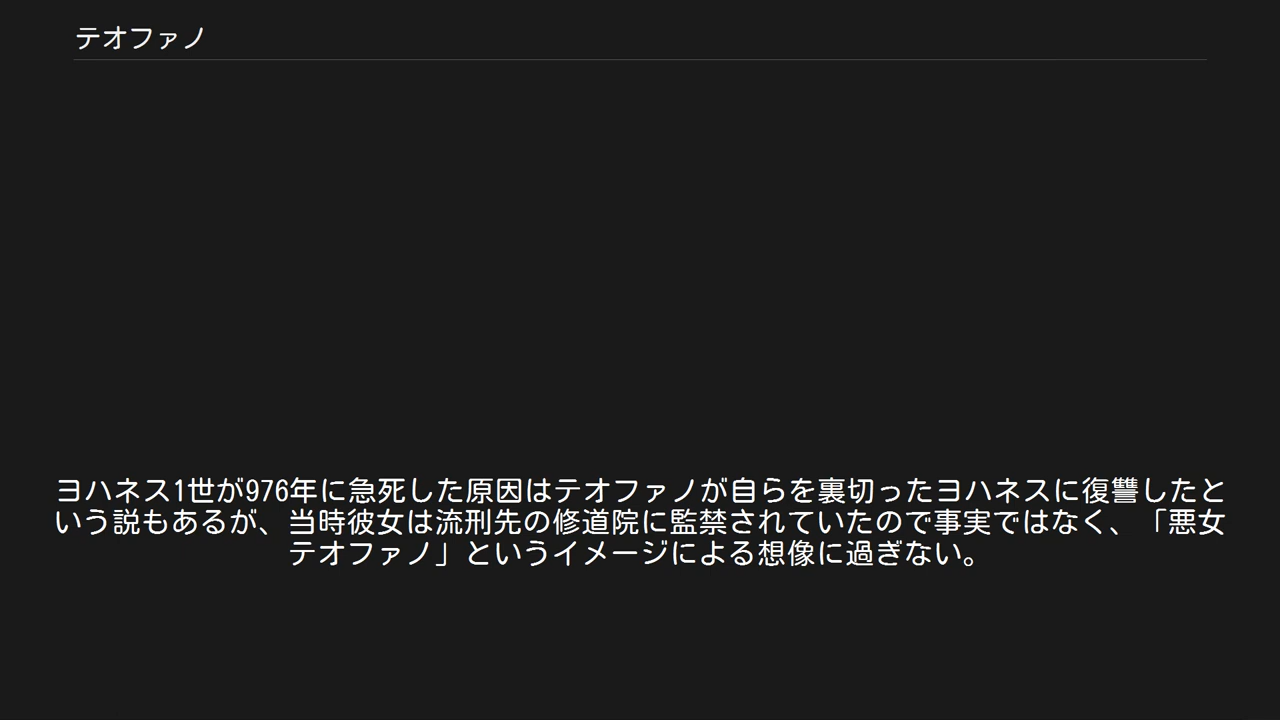 テオファノ
ヨハネス1世が976年に急死した原因はテオファノが自らを裏切ったヨハネスに復讐したと
いう説もあるが、当時彼女は流刑先の修道院に監禁されていたので事実ではなく、「悪女
テオファノ」というイメージによる想像に過ぎない。